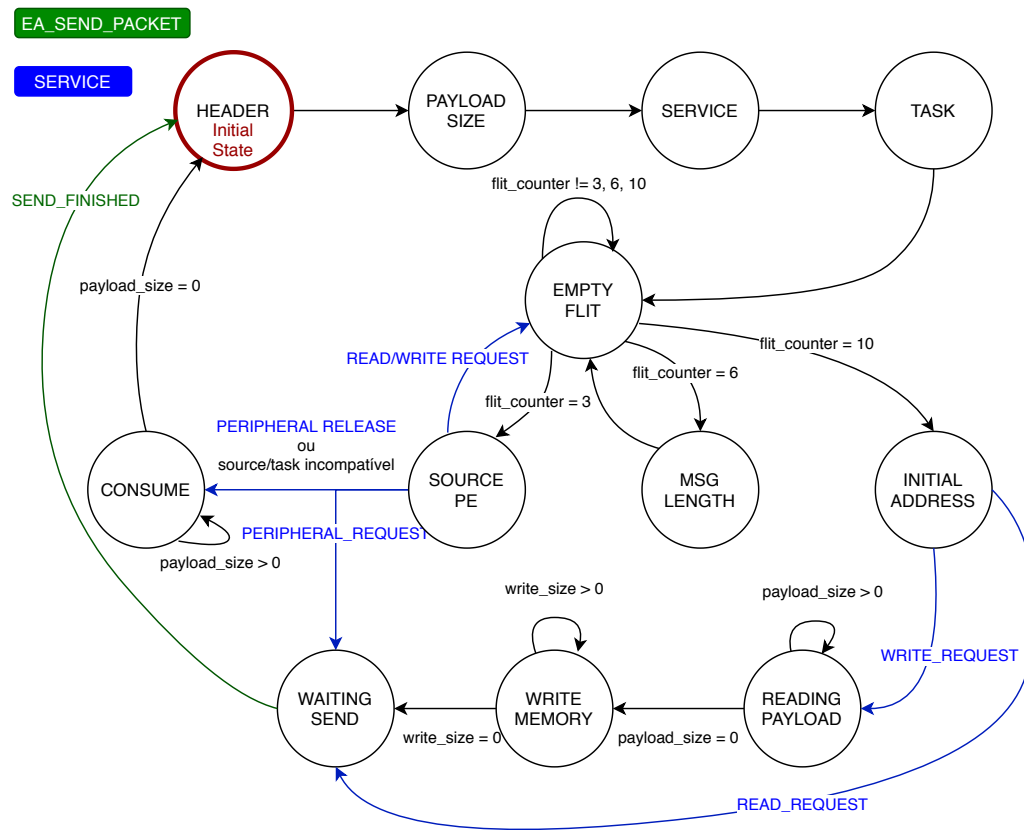 EA_SEND_PACKET
SERVICE
HEADER
Initial
State
PAYLOAD
SIZE
SERVICE
TASK
SEND_FINISHED
flit_counter != 3, 6, 10
payload_size = 0
EMPTY
FLIT
READ/WRITE REQUEST
flit_counter = 10
flit_counter = 6
flit_counter = 3
PERIPHERAL RELEASE
ou
source/task incompatível
CONSUME
SOURCE
PE
MSG
LENGTH
INITIAL
ADDRESS
PERIPHERAL_REQUEST
payload_size > 0
write_size > 0
payload_size > 0
WRITE_REQUEST
WAITING
SEND
WRITE
MEMORY
READING
PAYLOAD
write_size = 0
payload_size = 0
READ_REQUEST